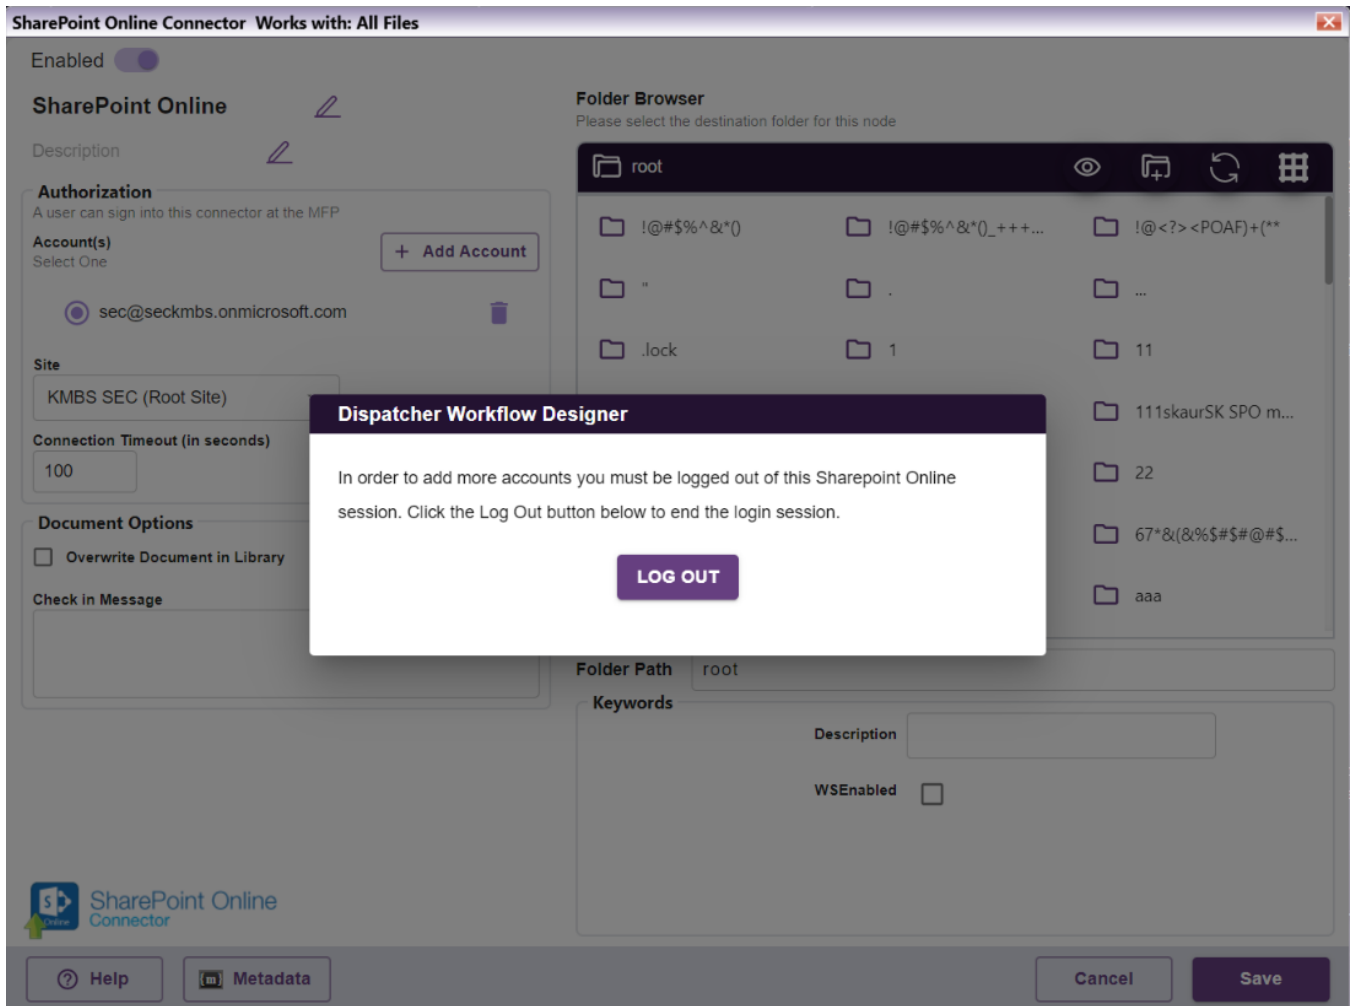 SharePoint Online Connector  Works with: All Files
Enabled
SharePoint Online
Description
Authorization
A user can sign into this connector at the MFP
Account(s)
Select One
+ Add Account
sec@seckmbs.onmicrosoft.com
Site
KMBS SEC (Root Site)
Connection Timeout (in seconds)
100
Document Options
Overwrite Document in Library
Check in Message
Folder Browser
Please select the destination folder for this node
root
!@#$%^&*() !@#$%^&*()_+++... !@<?><POAF)+(**
" . ...
.lock 1 11
111skaurSK SPO m...
22
67*&(&%$#$#@#$...
aaa
Dispatcher Workflow Designer
In order to add more accounts you must be logged out of this Sharepoint Online
session. Click the Log Out button below to end the login session.
LOG OUT
Folder Path root
Keywords
Description
WSEnabled
S
Online
SharePoint Online
Connector
? Help
(m) Metadata
Cancel
Save